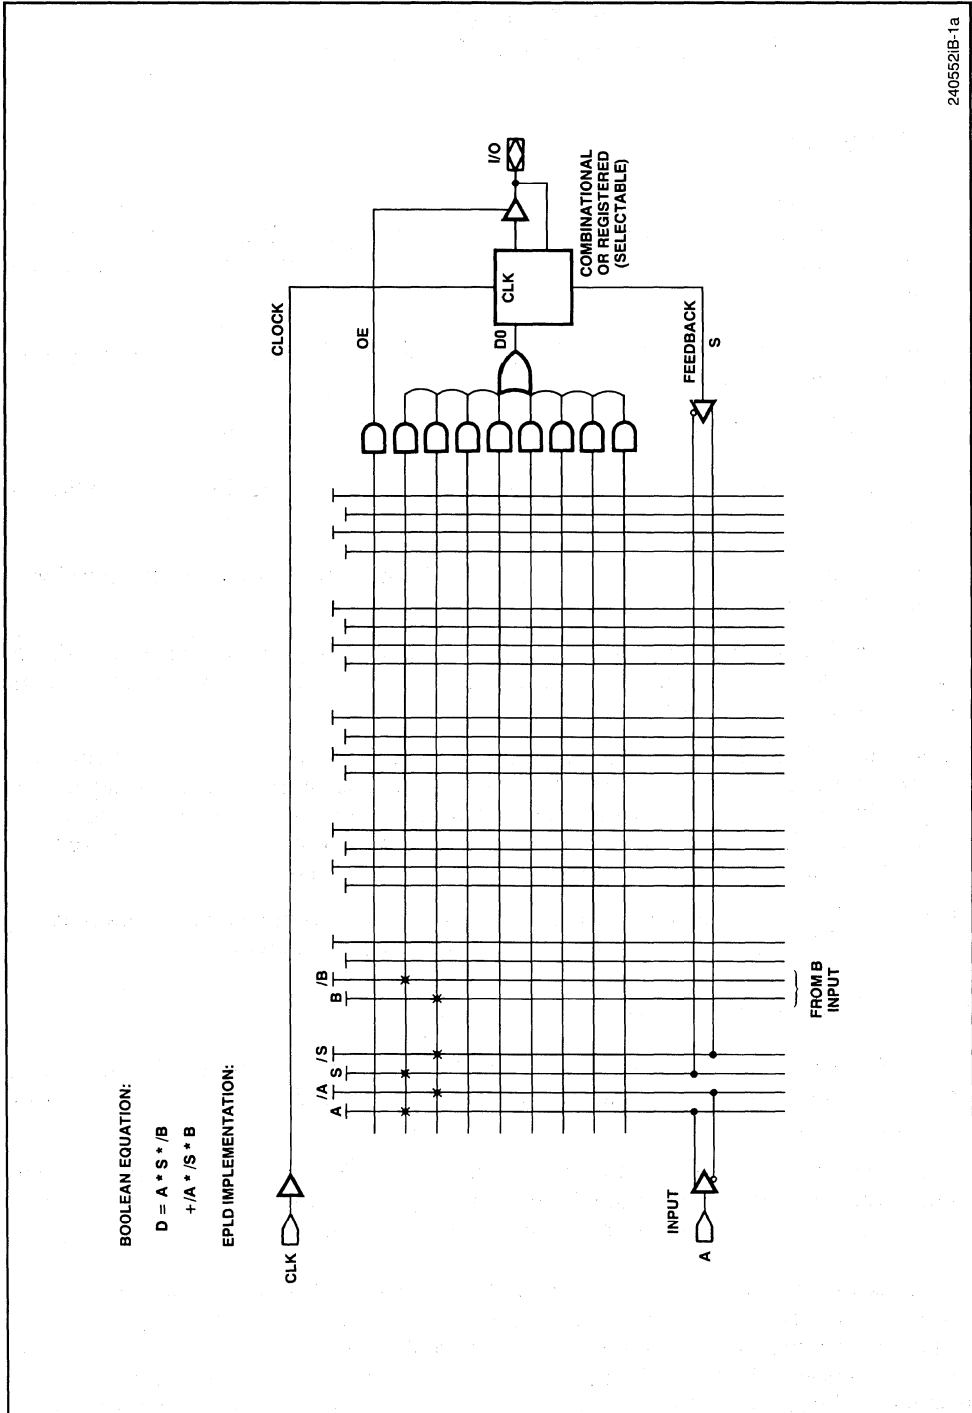 BOOLEAN EQUATION:
D = A * S * /B
+ /A * /S * B
EPLD IMPLEMENTATION:
CLK
CLOCK
OE
A
/A
S
/S
B
/B
D0
CLK
I/O
COMBINATIONAL
OR REGISTERED
(SELECTABLE)
FEEDBACK
S
INPUT
A
FROM B
INPUT
240552iB-1a